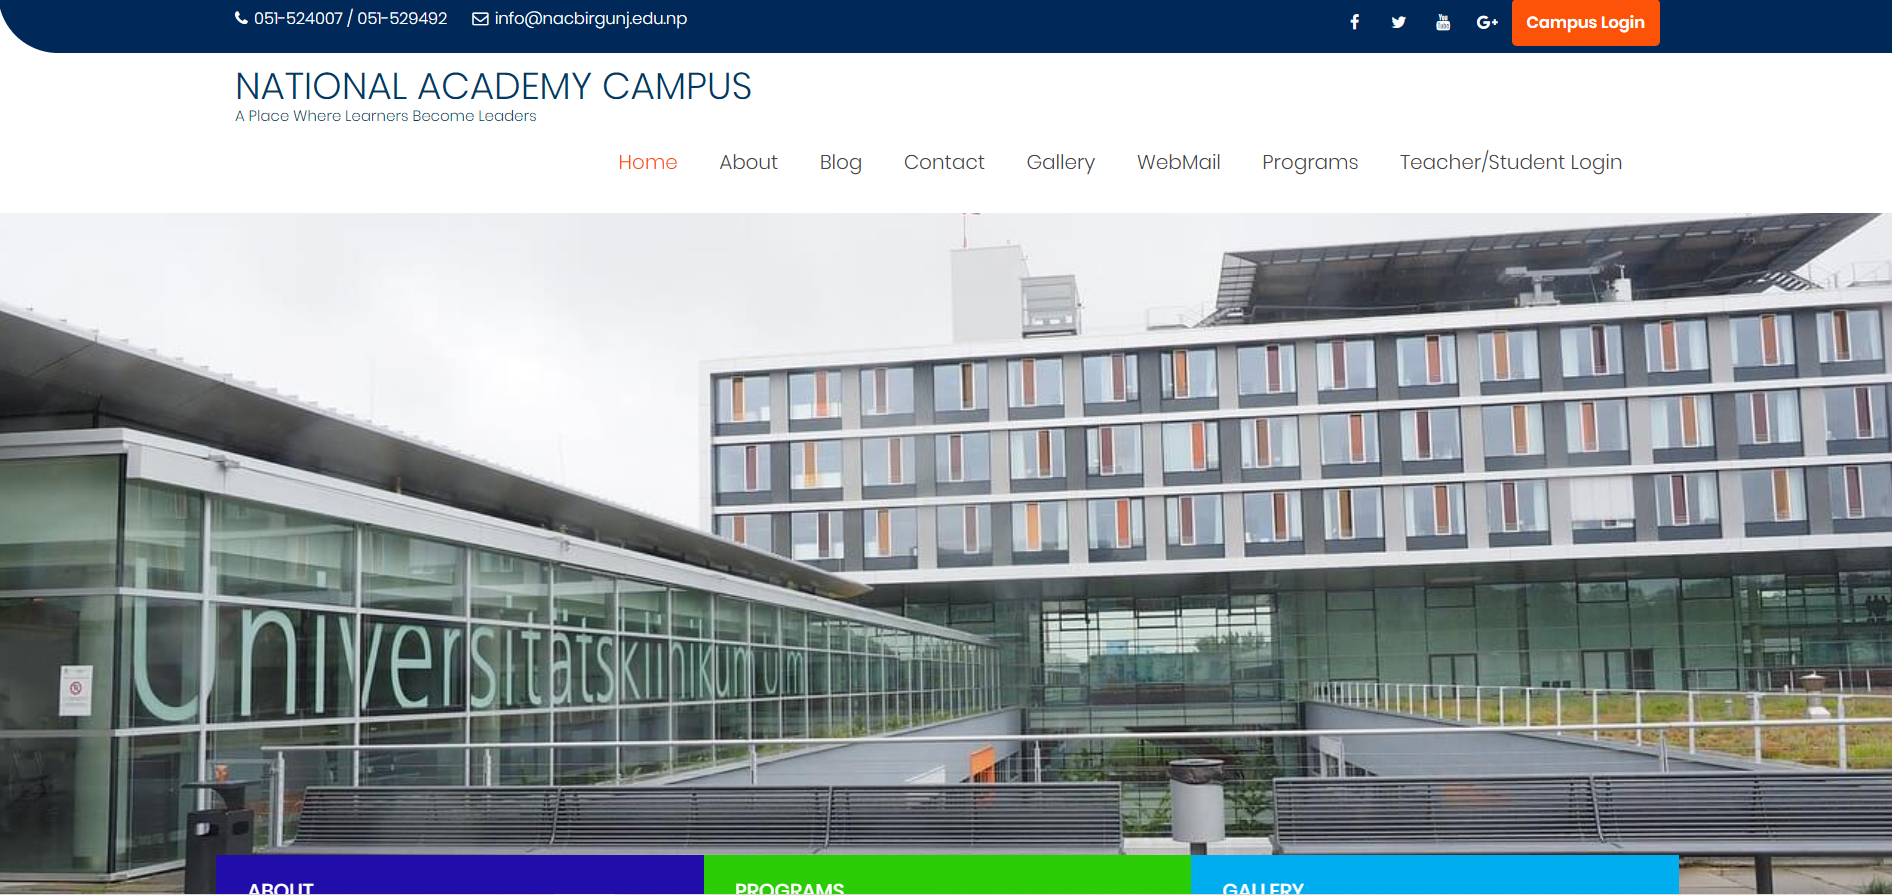 051-524007 / 051-529492 info@nacbirgunj.edu.np
Campus Login
NATIONAL ACADEMY CAMPUS
A Place Where Learners Become Leaders
Home About Blog Contact Gallery WebMail Programs Teacher/Student Login
Universitätsklinikum
ABOUT PROGRAMS GALLERY